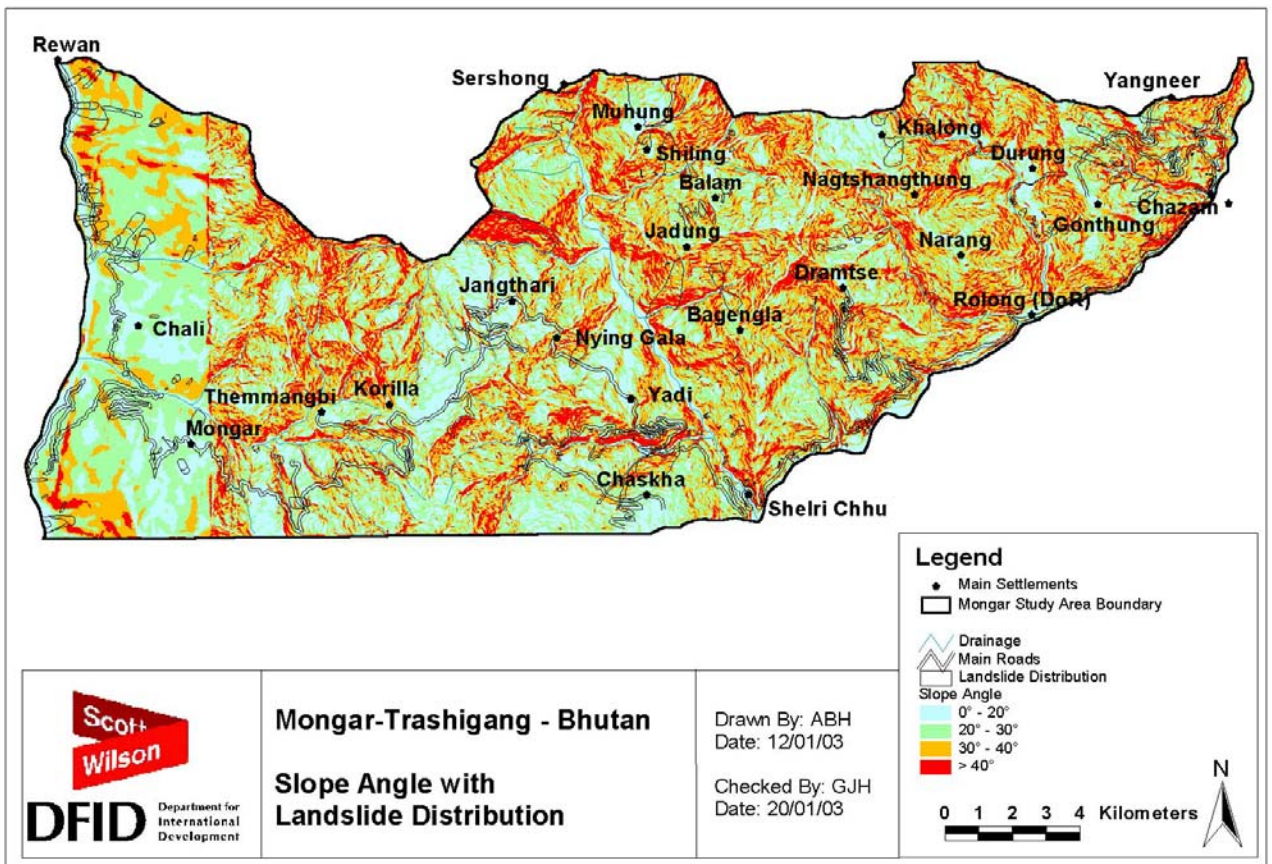 Rewan
Sershong
Yangneer
Muhung
Khalong
Shiling
Durung
Balam
Nagtshangthung
Gonthung
Chazam
Jadung
Narang
Dramtse
Jangthari
Rolong (DoR)
Chali
Nying Gala
Bagengla
Themmangbi
Korilla
Yadi
Mongar
Chaskha
Shelri Chhu
Legend
Main Settlements
Mongar Study Area Boundary
Drainage
Main Roads
Landslide Distribution
Slope Angle
0° - 20°
20° - 30°
30° - 40°
> 40°
N
0 1 2 3 4 Kilometers
Scott
Wilson
DFID Department for
International
Development
Mongar-Trashigang - Bhutan
Slope Angle with
Landslide Distribution
Drawn By: ABH
Date: 12/01/03
Checked By: GJH
Date: 20/01/03